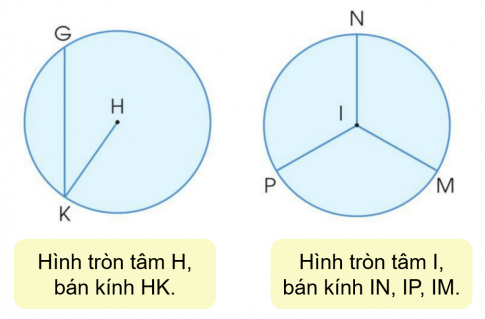 G
H
K
N
I
P
M
Hình tròn tâm H,
bán kính HK.
Hình tròn tâm I,
bán kính IN, IP, IM.